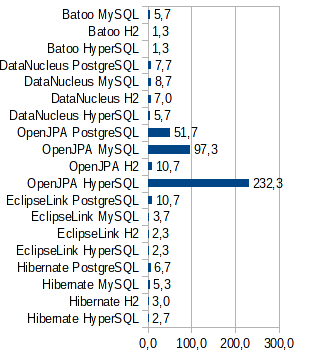 Batoo MySQL 5,7
Batoo H2 1,3
Batoo HyperSQL 1,3
DataNucleus PostgreSQL 7,7
DataNucleus MySQL 8,7
DataNucleus H2 7,0
DataNucleus HyperSQL 5,7
OpenJPA PostgreSQL 51,7
OpenJPA MySQL 97,3
OpenJPA H2 10,7
OpenJPA HyperSQL 232,3
EclipseLink PostgreSQL 10,7
EclipseLink MySQL 3,7
EclipseLink H2 2,3
EclipseLink HyperSQL 2,3
Hibernate PostgreSQL 6,7
Hibernate MySQL 5,3
Hibernate H2 3,0
Hibernate HyperSQL 2,7
0,0 100,0 200,0 300,0